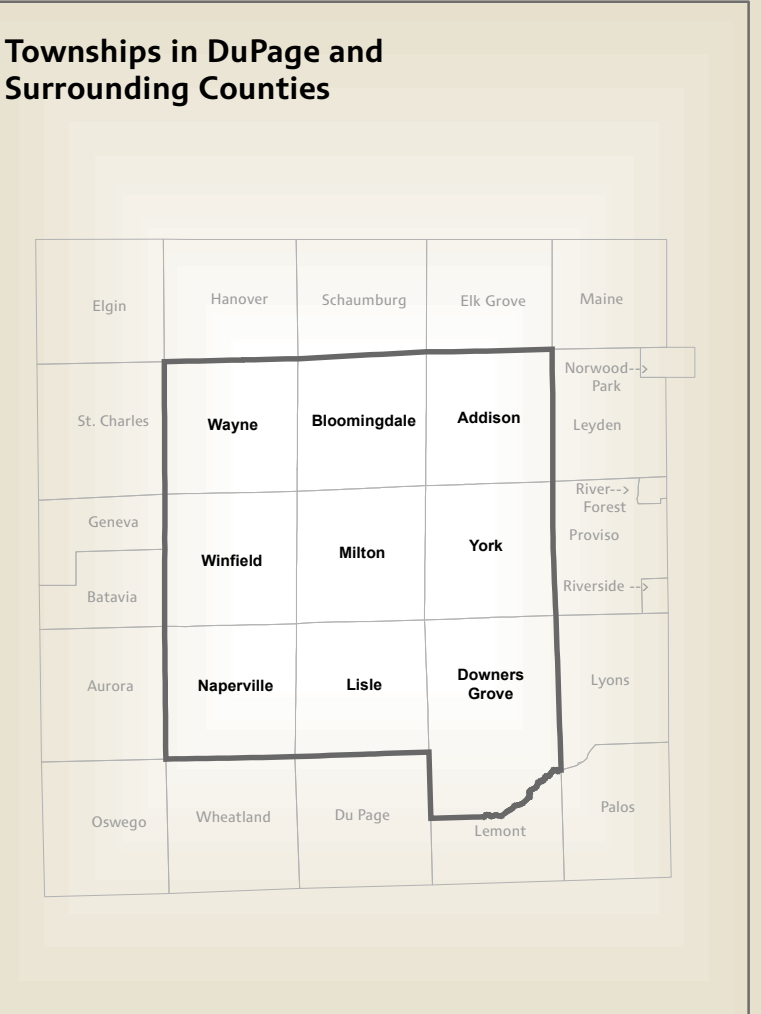 Townships in DuPage and
Surrounding Counties
Elgin
Hanover
Schaumburg
Elk Grove
Maine
Norwood-->
Park
St. Charles
Wayne
Bloomingdale
Addison
Leyden
River-->
Forest
Geneva
Winfield
Milton
York
Proviso
Batavia
Riverside -->
Aurora
Naperville
Lisle
Downers
Grove
Lyons
Oswego
Wheatland
Du Page
Lemont
Palos